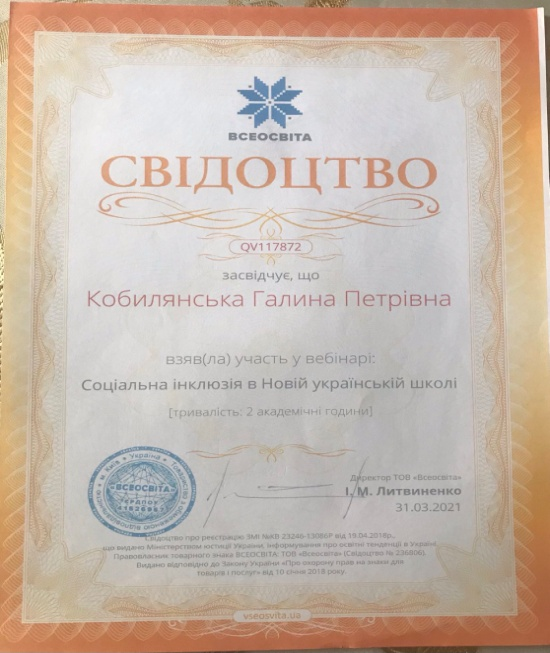 ВСЕОСВІТА
СВІДОЦТВО
QV117872
засвідчує, що
Кобилянська Галина Петрівна
взяв(ла) участь у вебінарі:
Соціальна інклюзія в Новій українській школі
[тривалість: 2 академічні години]
Директор ТОВ «Всеосвіта»
І. М. Литвиненко
31.03.2021
м. Київ • Україна •
ВСЕОСВІТА
Свідоцтво про реєстрацію ЗМІ №КВ 23246-13086Р від 19.04.2018р.,
що видано Міністерством юстиції України. Інформування про освітні тенденції в Україні.
Правовласник товарного знака ВСЕОСВІТА: ТОВ «Всеосвіта» (Свідоцтво № 236806).
Видано відповідно до Закону України «Про охорону прав на знаки для
товарів і послуг» від 10 січня 2018 року.
vseosvita.ua